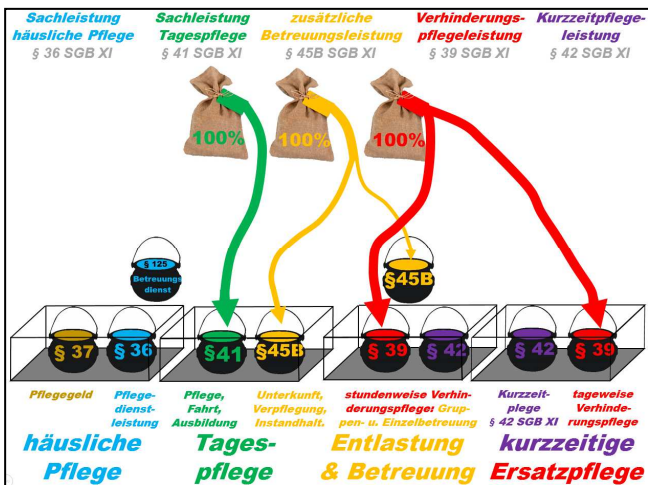 Sachleistung
häusliche Pflege
§ 36 SGB XI
Sachleistung
Tagespflege
§ 41 SGB XI
zusätzliche
Betreuungsleistung
§ 45B SGB XI
Verhinderungs-
pflegeleistung
§ 39 SGB XI
Kurzzeitpflege-
leistung
§ 42 SGB XI
100%
100%
100%
§ 125
Betreuungs
dienst
§45B
§ 37
§ 36
§41
§45B
§ 39
§ 42
§ 42
§ 39
Pflegegeld
Pflege-
dienst-
leistung
Pflege,
Fahrt,
Ausbildung
Unterkunft,
Verpflegung,
Instandhalt.
stundenweise Verhin-
derungspflege: Grup-
pen- u. Einzelbetreuung
Kurzzeit-
plege
§ 42 SGB XI
tageweise
Verhinde-
rungspflege
häusliche
Pflege
Tages-
pflege
Entlastung
& Betreuung
kurzzeitige
Ersatzpflege